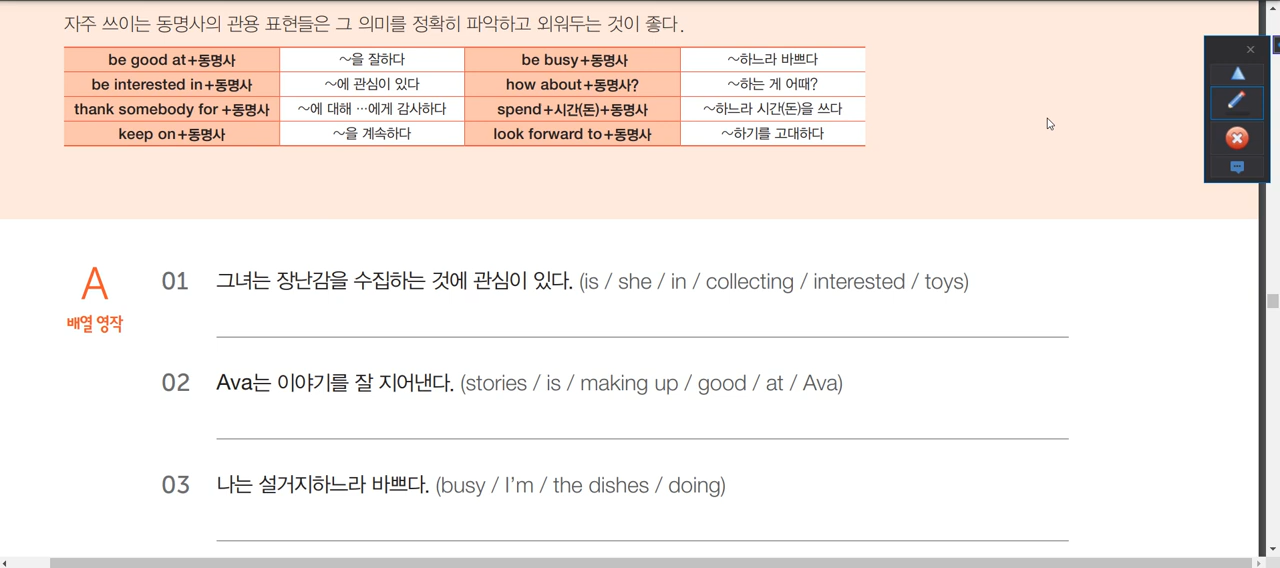 자주 쓰이는 동명사의 관용 표현들은 그 의미를 정확히 파악하고 외워두는 것이 좋다.
be good at+동명사 ~을 잘하다 be busy+동명사 ~하느라 바쁘다
be interested in+동명사 ~에 관심이 있다 how about+동명사? ~하는 게 어때?
thank somebody for+동명사 ~에 대해 …에게 감사하다 spend+시간(돈)+동명사 ~하느라 시간(돈)을 쓰다
keep on+동명사 ~을 계속하다 look forward to+동명사 ~하기를 고대하다
A
배열 영작
01 그녀는 장난감을 수집하는 것에 관심이 있다. (is / she / in / collecting / interested / toys)
02 Ava는 이야기를 잘 지어낸다. (stories / is / making up / good / at / Ava)
03 나는 설거지하느라 바쁘다. (busy / I'm / the dishes / doing)